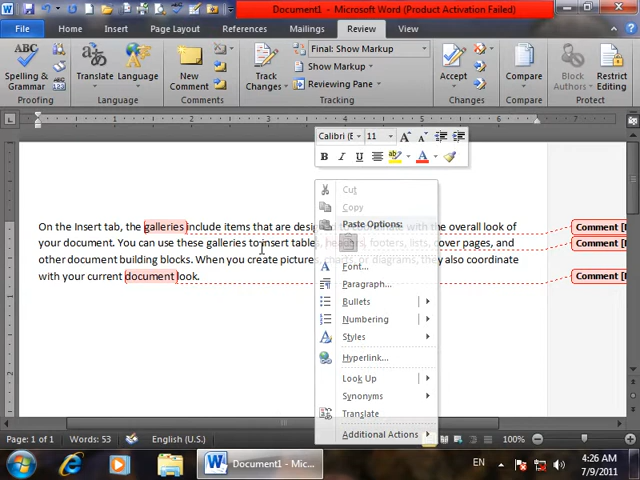 Document1 - Microsoft Word (Product Activation Failed)
File Home Insert Page Layout References Mailings Review View
ABC
Spelling & Grammar
Proofing
Translate Language
Language
New Comment
Comments
Track Changes
Final: Show Markup
Show Markup
Reviewing Pane
Tracking
Accept
Changes
Compare
Compare
Block Authors
Restrict Editing
Protect
Calibri (E 11
B I U
Cut
Copy
Paste Options:
Font...
Paragraph...
Bullets
Numbering
Styles
Hyperlink...
Look Up
Synonyms
Translate
Additional Actions
On the Insert tab, the galleries include items that are desig with the overall look of
your document. You can use these galleries to insert tables, headers, footers, lists, cover pages, and
other document building blocks. When you create pictures, charts, or diagrams, they also coordinate
with your current document look.
Comment [
Comment [
Comment [
Page: 1 of 1 Words: 53 English (U.S.) 100%
Document1 - Mic...
EN
4:26 AM
7/9/2011